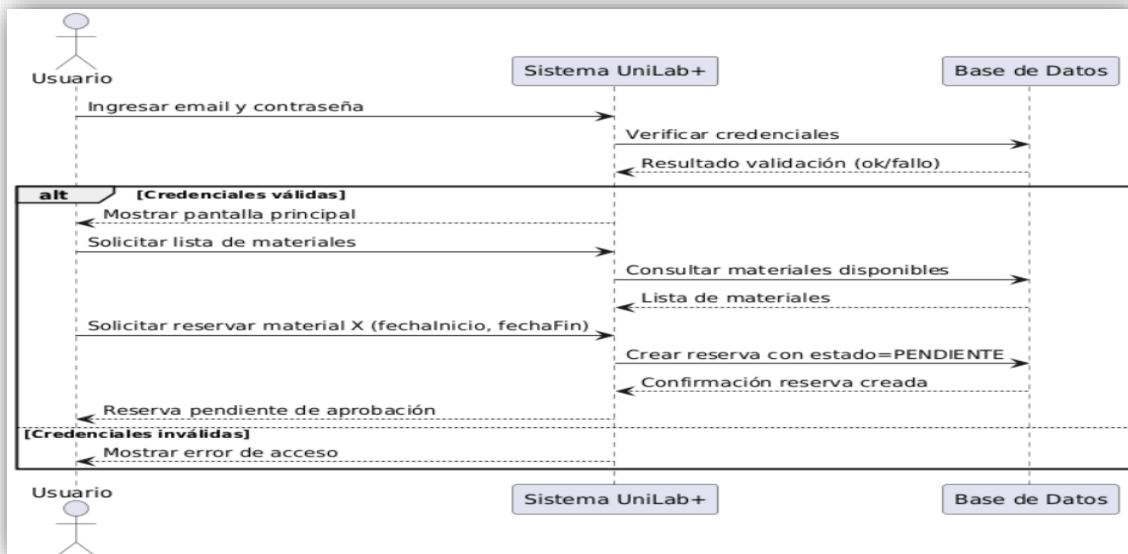 Usuario
Sistema UniLab+
Base de Datos
Ingresar email y contraseña
Verificar credenciales
Resultado validación (ok/fallo)
alt
[Credenciales válidas]
Mostrar pantalla principal
Solicitar lista de materiales
Consultar materiales disponibles
Lista de materiales
Solicitar reservar material X (fechaInicio, fechaFin)
Crear reserva con estado=PENDIENTE
Confirmación reserva creada
Reserva pendiente de aprobación
[Credenciales inválidas]
Mostrar error de acceso
Usuario
Sistema UniLab+
Base de Datos